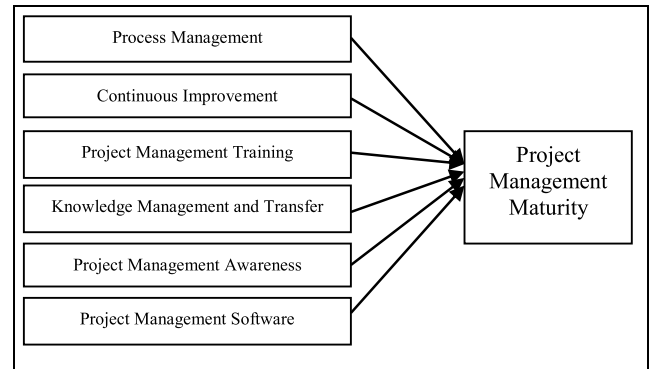 Process Management
Continuous Improvement
Project Management Training
Knowledge Management and Transfer
Project Management Awareness
Project Management Software
Project
Management
Maturity